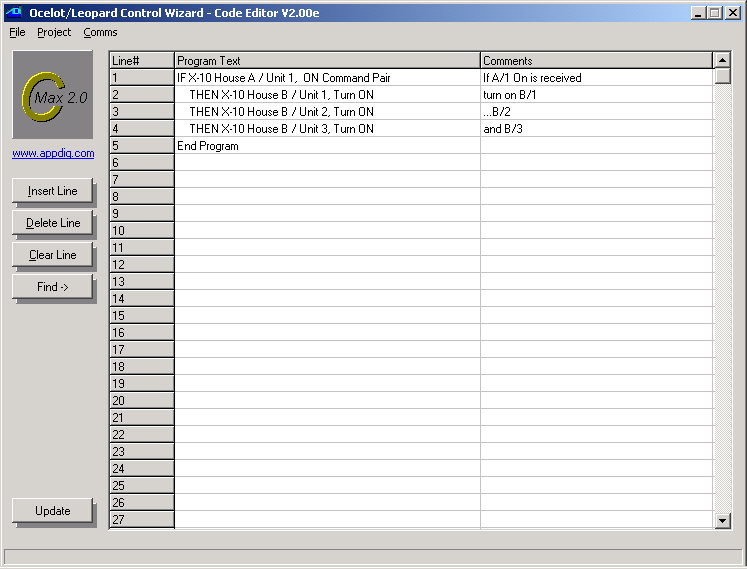 Ocelot/Leopard Control Wizard - Code Editor V2.00e
File Project Comms
CMax 2.0
www.appdig.com
Insert Line
Delete Line
Clear Line
Find ->
Update
Line# Program Text Comments
1 IF X-10 House A / Unit 1, ON Command Pair If A/1 On is received
2 THEN X-10 House B / Unit 1, Turn ON turn on B/1
3 THEN X-10 House B / Unit 2, Turn ON ...B/2
4 THEN X-10 House B / Unit 3, Turn ON and B/3
5 End Program
6
7
8
9
10
11
12
13
14
15
16
17
18
19
20
21
22
23
24
25
26
27